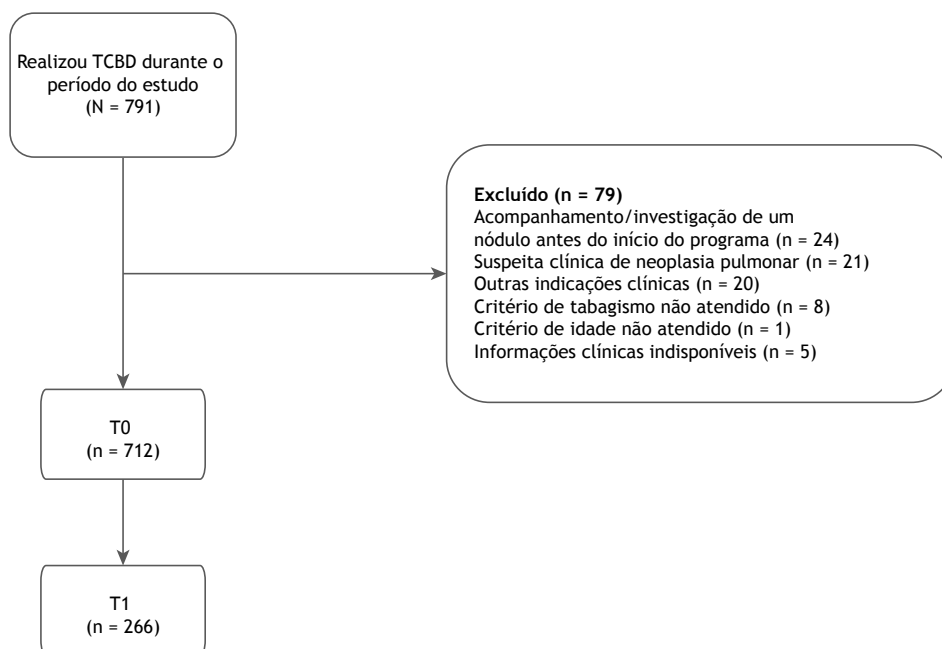 Realizou TCBD durante o
período do estudo
(N = 791)
Excluído (n = 79)
Acompanhamento/investigação de um
nódulo antes do início do programa (n = 24)
Suspeita clínica de neoplasia pulmonar (n = 21)
Outras indicações clínicas (n = 20)
Critério de tabagismo não atendido (n = 8)
Critério de idade não atendido (n = 1)
Informações clínicas indisponíveis (n = 5)
T0
(n = 712)
T1
(n = 266)